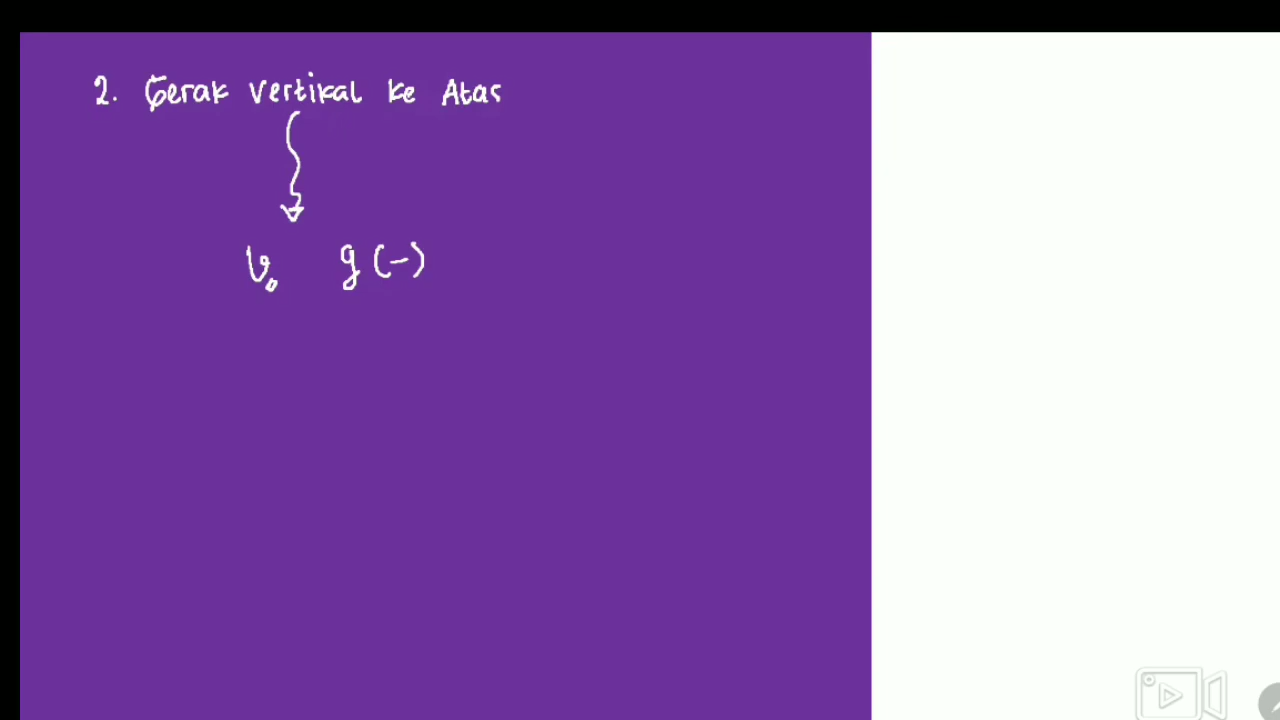 2. Gerak Vertikal ke Atas
v₀ g (-)